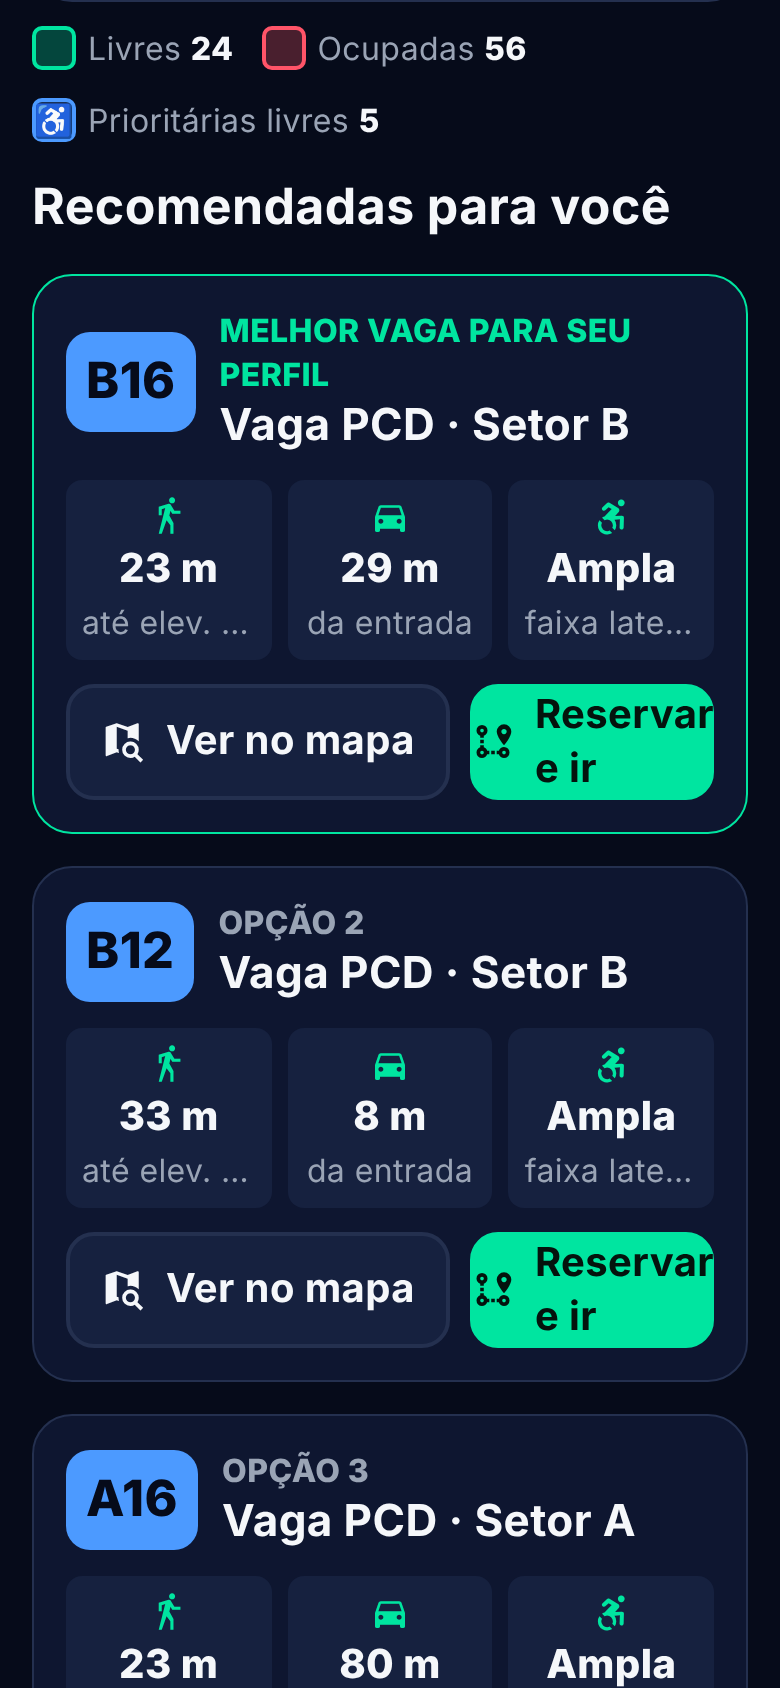 Livres 24 Ocupadas 56
Prioritárias livres 5
Recomendadas para você
B16
MELHOR VAGA PARA SEU
PERFIL
Vaga PCD · Setor B
23 m
até elev. ...
29 m
da entrada
Ampla
faixa late...
Ver no mapa
Reservar
e ir
B12
OPÇÃO 2
Vaga PCD · Setor B
33 m
até elev. ...
8 m
da entrada
Ampla
faixa late...
Ver no mapa
Reservar
e ir
A16
OPÇÃO 3
Vaga PCD · Setor A
23 m
80 m
Ampla